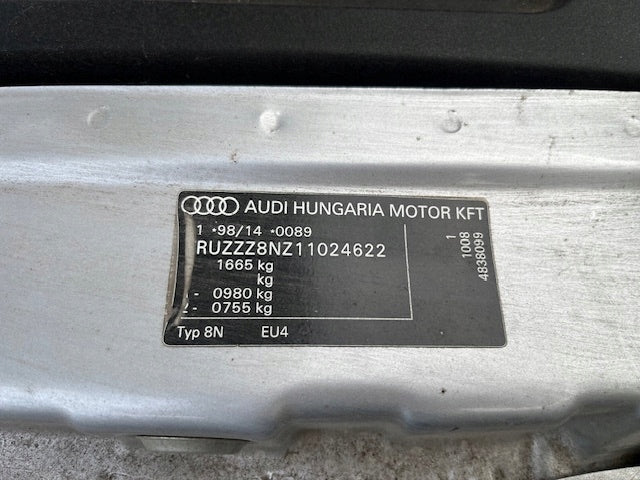 AUDI HUNGARIA MOTOR KFT
1 *98/14 *0089
RUZZZ8NZ11024622
1665 kg
kg
- 0980 kg
2- 0755 kg
Typ 8N EU4
1
1008
4838099